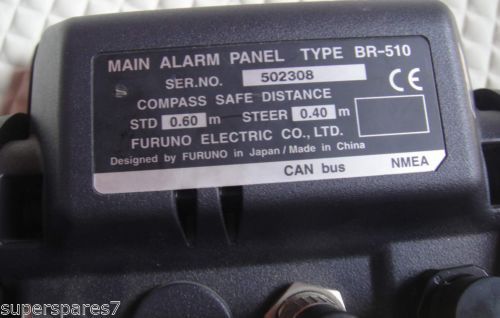 MAIN ALARM PANEL TYPE BR-510
SER.NO. 502308
COMPASS SAFE DISTANCE
STD 0.60 m STEER 0.40 m
FURUNO ELECTRIC CO., LTD.
Designed by FURUNO in Japan / Made in China
CE
CAN bus NMEA
superspares7